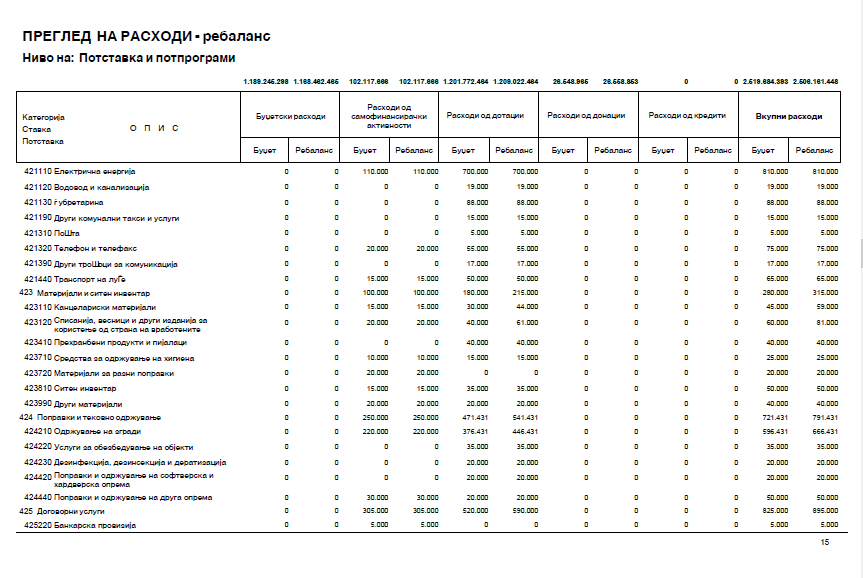 ПРЕГЛЕД НА РАСХОДИ - ребаланс
Ниво на: Потставка и потпрограми
1.189.245.298 1.168.462.465 102.117.666 102.117.666 1.201.772.464 1.209.022.464 26.548.965 26.558.853 0 0 2.519.684.393 2.506.161.448
Категорија
Ставка
Потставка
О П И С
Буџетски расходи
Расходи од
самофинансирачки
активности
Расходи од дотации
Расходи од донации
Расходи од кредити
Вкупни расходи
Буџет Ребаланс Буџет Ребаланс Буџет Ребаланс Буџет Ребаланс Буџет Ребаланс Буџет Ребаланс
421110 Електрична енергија 0 0 110.000 110.000 700.000 700.000 0 0 0 0 810.000 810.000
421120 Водовод и канализација 0 0 0 0 19.000 19.000 0 0 0 0 19.000 19.000
421130 ѓубретарина 0 0 0 0 88.000 88.000 0 0 0 0 88.000 88.000
421190 Други комунални такси и услуги 0 0 0 0 15.000 15.000 0 0 0 0 15.000 15.000
421310 ПоШта 0 0 0 0 5.000 5.000 0 0 0 0 5.000 5.000
421320 Телефон и телефакс 0 0 20.000 20.000 55.000 55.000 0 0 0 0 75.000 75.000
421390 Други троШоци за комуникација 0 0 0 0 17.000 17.000 0 0 0 0 17.000 17.000
421440 Транспорт на луЃе 0 0 15.000 15.000 50.000 50.000 0 0 0 0 65.000 65.000
423 Материјали и ситен инвентар 0 0 100.000 100.000 180.000 215.000 0 0 0 0 280.000 315.000
423110 Канцелариски материјали 0 0 15.000 15.000 30.000 44.000 0 0 0 0 45.000 59.000
423120 Списанија, весници и други изданија за
користење од страна на вработените 0 0 20.000 20.000 40.000 61.000 0 0 0 0 60.000 81.000
423410 Прехранбени продукти и пијалаци 0 0 0 0 40.000 40.000 0 0 0 0 40.000 40.000
423710 Средства за одржување на хигиена 0 0 10.000 10.000 15.000 15.000 0 0 0 0 25.000 25.000
423720 Материјали за разни поправки 0 0 20.000 20.000 0 0 0 0 0 0 20.000 20.000
423810 Ситен инвентар 0 0 15.000 15.000 35.000 35.000 0 0 0 0 50.000 50.000
423990 Други материјали 0 0 20.000 20.000 20.000 20.000 0 0 0 0 40.000 40.000
424 Поправки и тековно одржување 0 0 250.000 250.000 471.431 541.431 0 0 0 0 721.431 791.431
424210 Одржување на згради 0 0 220.000 220.000 376.431 446.431 0 0 0 0 596.431 666.431
424220 Услуги за обезбедување на објекти 0 0 0 0 35.000 35.000 0 0 0 0 35.000 35.000
424230 Дезинфекција, дезинсекција и дератизација 0 0 0 0 20.000 20.000 0 0 0 0 20.000 20.000
424420 Поправки и одржување на софтверска и
хардверска опрема 0 0 0 0 20.000 20.000 0 0 0 0 20.000 20.000
424440 Поправки и одржување на друга опрема 0 0 30.000 30.000 20.000 20.000 0 0 0 0 50.000 50.000
425 Договорни услуги 0 0 305.000 305.000 520.000 590.000 0 0 0 0 825.000 895.000
425220 Банкарска провизија 0 0 5.000 5.000 0 0 0 0 0 0 5.000 5.000
15